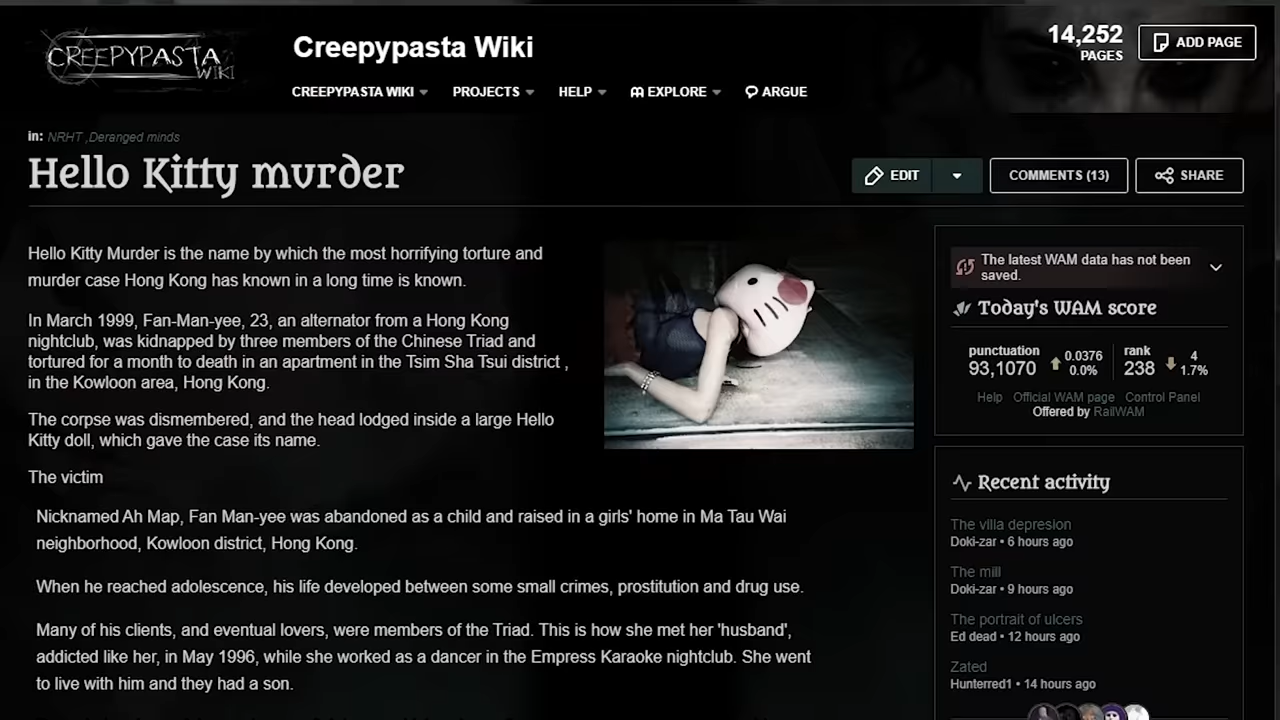 CREEPYPASTA
WIKI
Creepypasta Wiki
14,252
PAGES
ADD PAGE
CREEPYPASTA WIKI
PROJECTS
HELP
EXPLORE
ARGUE
in: NRHT ,Deranged minds
Hello Kitty murder
EDIT
COMMENTS (13)
SHARE
Hello Kitty Murder is the name by which the most horrifying torture and
murder case Hong Kong has known in a long time is known.
In March 1999, Fan-Man-yee, 23, an alternator from a Hong Kong
nightclub, was kidnapped by three members of the Chinese Triad and
tortured for a month to death in an apartment in the Tsim Sha Tsui district ,
in the Kowloon area, Hong Kong.
The corpse was dismembered, and the head lodged inside a large Hello
Kitty doll, which gave the case its name.
The victim
Nicknamed Ah Map, Fan Man-yee was abandoned as a child and raised in a girls' home in Ma Tau Wai
neighborhood, Kowloon district, Hong Kong.
When he reached adolescence, his life developed between some small crimes, prostitution and drug use.
Many of his clients, and eventual lovers, were members of the Triad. This is how she met her 'husband',
addicted like her, in May 1996, while she worked as a dancer in the Empress Karaoke nightclub. She went
to live with him and they had a son.
The latest WAM data has not been
saved.
Today's WAM score
punctuation
93,1070
0.0376
0.0%
rank
238
4
1.7%
Help Official WAM page Control Panel
Offered by RailWAM
Recent activity
The villa depresion
Doki-zar • 6 hours ago
The mill
Doki-zar • 9 hours ago
The portrait of ulcers
Ed dead • 12 hours ago
Zated
Hunterred1 • 14 hours ago